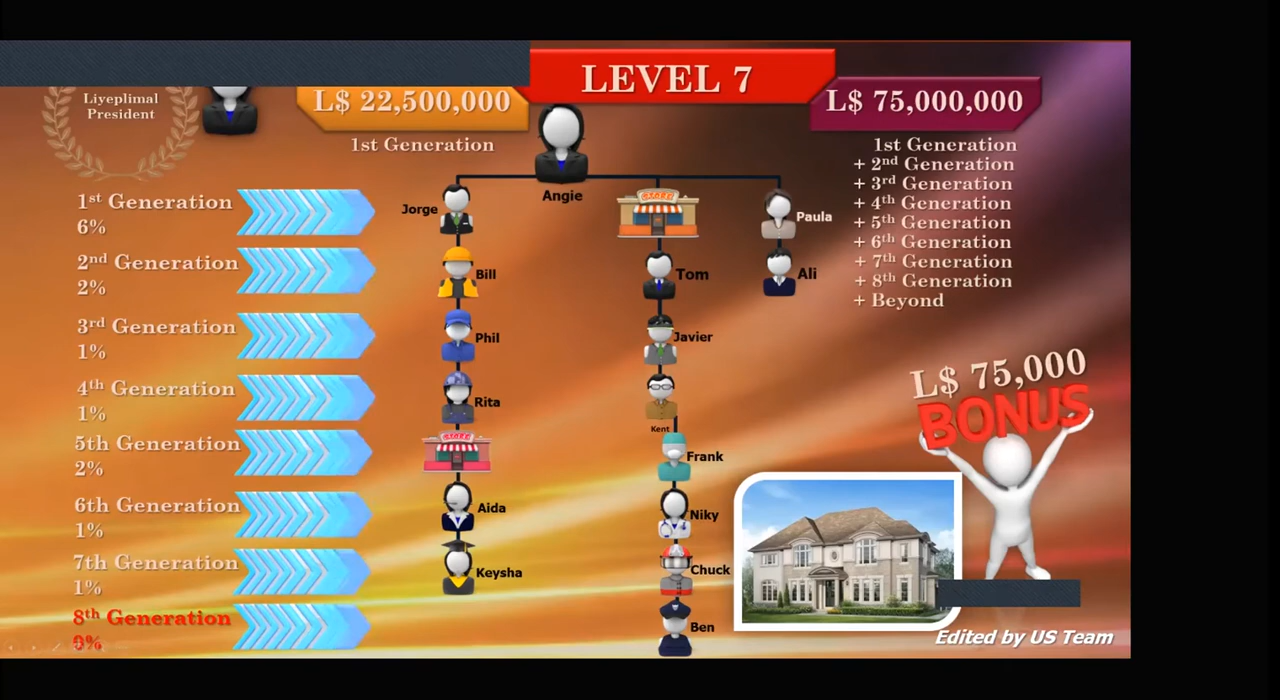 LEVEL 7
Liyeplimal
President
L$ 22,500,000
1st Generation
L$ 75,000,000
1st Generation
+ 2nd Generation
+ 3rd Generation
+ 4th Generation
+ 5th Generation
+ 6th Generation
+ 7th Generation
+ 8th Generation
+ Beyond
1st Generation
6%
2nd Generation
2%
3rd Generation
1%
4th Generation
1%
5th Generation
2%
6th Generation
1%
7th Generation
1%
8th Generation
0%
Angie
Jorge
STORE
Paula
Bill
Tom
Ali
Phil
Javier
Rita
Kent
STORE
Frank
Aida
Niky
Keysha
Chuck
Ben
L$ 75,000
BONUS
Edited by US Team